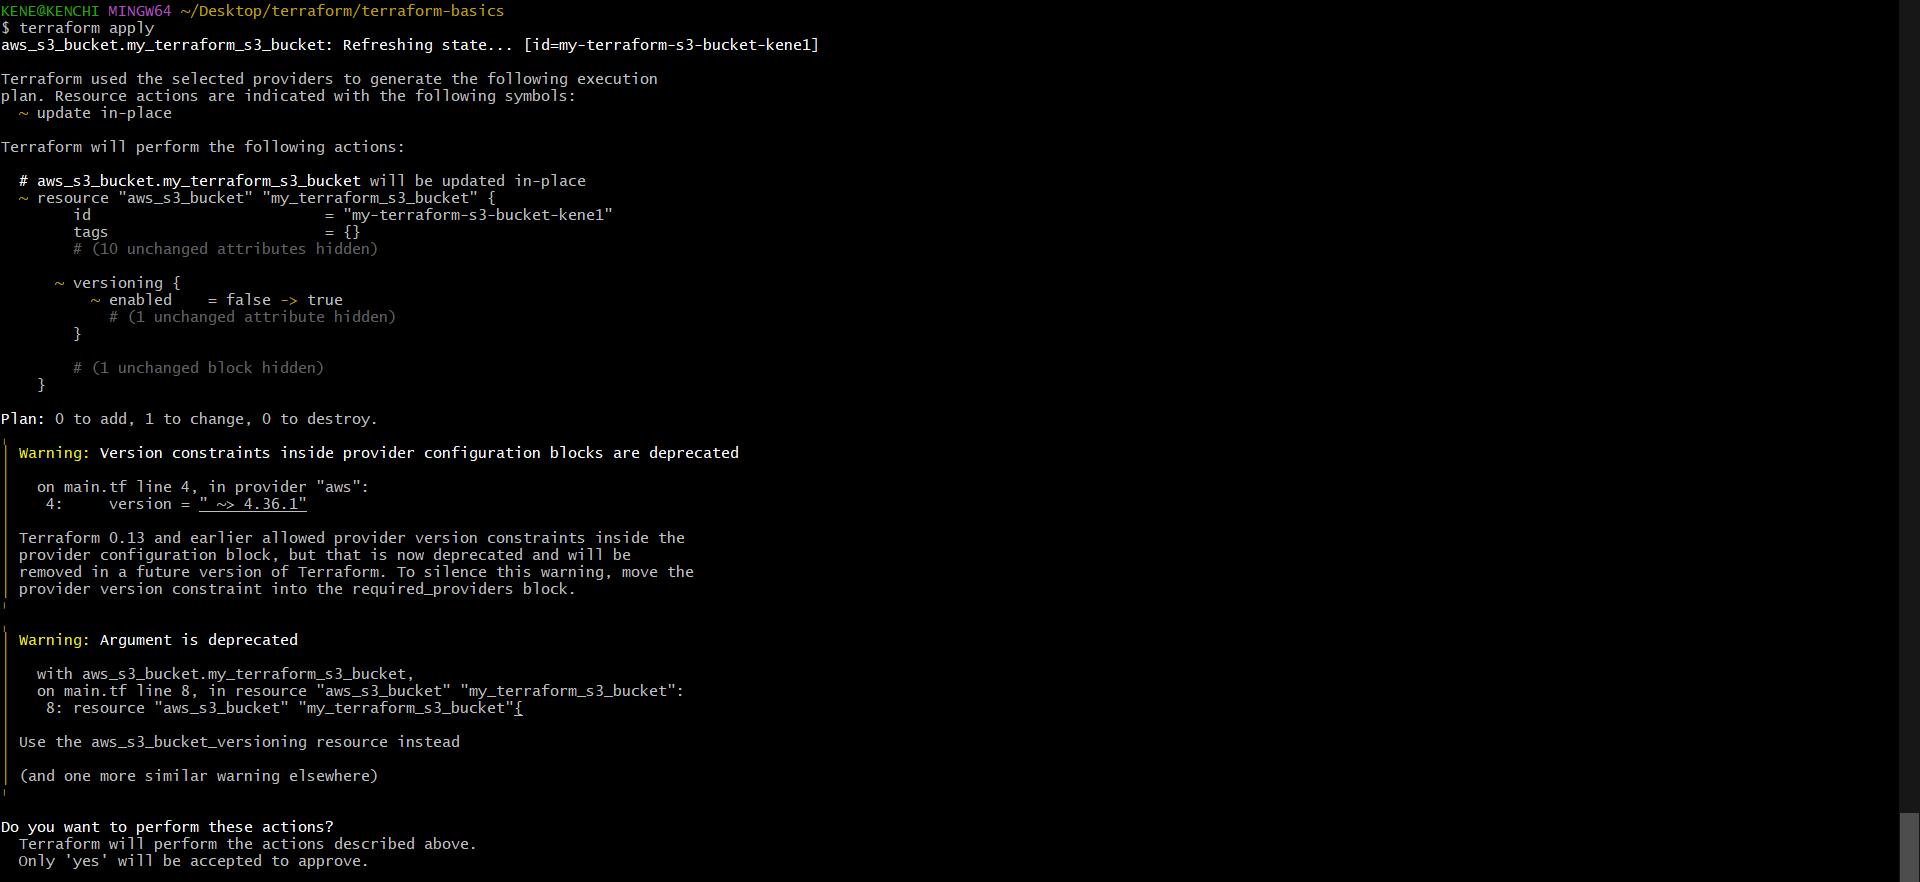 KENE@KENCHI MINGW64 ~/Desktop/terraform/terraform-basics
$ terraform apply
aws_s3_bucket.my_terraform_s3_bucket: Refreshing state... [id=my-terraform-s3-bucket-kene1]
Terraform used the selected providers to generate the following execution
plan. Resource actions are indicated with the following symbols:
  ~ update in-place
Terraform will perform the following actions:
  # aws_s3_bucket.my_terraform_s3_bucket will be updated in-place
  ~ resource "aws_s3_bucket" "my_terraform_s3_bucket" {
        id                          = "my-terraform-s3-bucket-kene1"
        tags                        = {}
        # (10 unchanged attributes hidden)
      ~ versioning {
          ~ enabled    = false -> true
            # (1 unchanged attribute hidden)
        }
        # (1 unchanged block hidden)
    }
Plan: 0 to add, 1 to change, 0 to destroy.
Warning: Version constraints inside provider configuration blocks are deprecated
  on main.tf line 4, in provider "aws":
   4:     version = " ~> 4.36.1"
Terraform 0.13 and earlier allowed provider version constraints inside the
provider configuration block, but that is now deprecated and will be
removed in a future version of Terraform. To silence this warning, move the
provider version constraint into the required_providers block.
Warning: Argument is deprecated
  with aws_s3_bucket.my_terraform_s3_bucket,
  on main.tf line 8, in resource "aws_s3_bucket" "my_terraform_s3_bucket":
   8: resource "aws_s3_bucket" "my_terraform_s3_bucket"{
Use the aws_s3_bucket_versioning resource instead
(and one more similar warning elsewhere)
Do you want to perform these actions?
  Terraform will perform the actions described above.
  Only 'yes' will be accepted to approve.